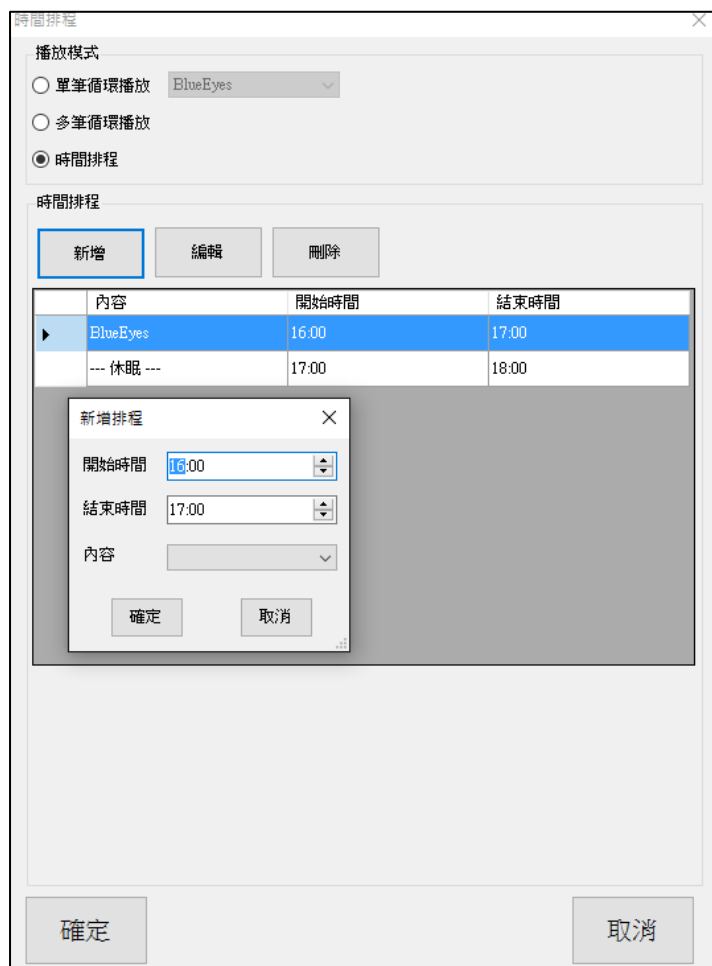 時間排程
播放模式
單筆循環播放 BlueEyes
多筆循環播放
時間排程
時間排程
新增 編輯 刪除
內容 開始時間 結束時間
BlueEyes 16:00 17:00
--- 休眠 --- 17:00 18:00
新增排程
開始時間 16:00
結束時間 17:00
內容
確定 取消
確定 取消